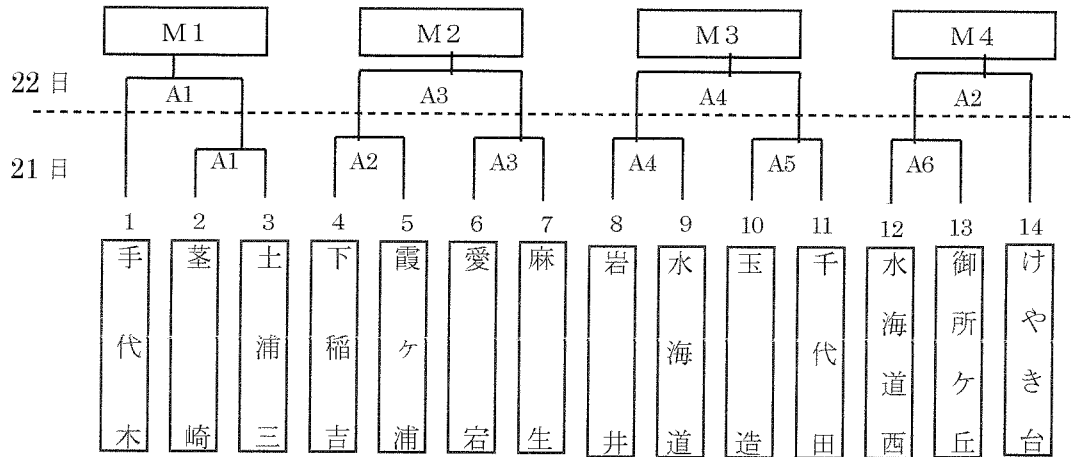 M1 M2 M3 M4
22日 A1 A3 A4 A2
21日 A1 A2 A3 A4 A5 A6
1 2 3 4 5 6 7 8 9 10 11 12 13 14
手代木
茎崎
土浦三
下稲吉
霞ヶ浦
愛宕
麻生
岩井
水海道
玉造
千代田
水海道西
御所ケ丘
けやき台